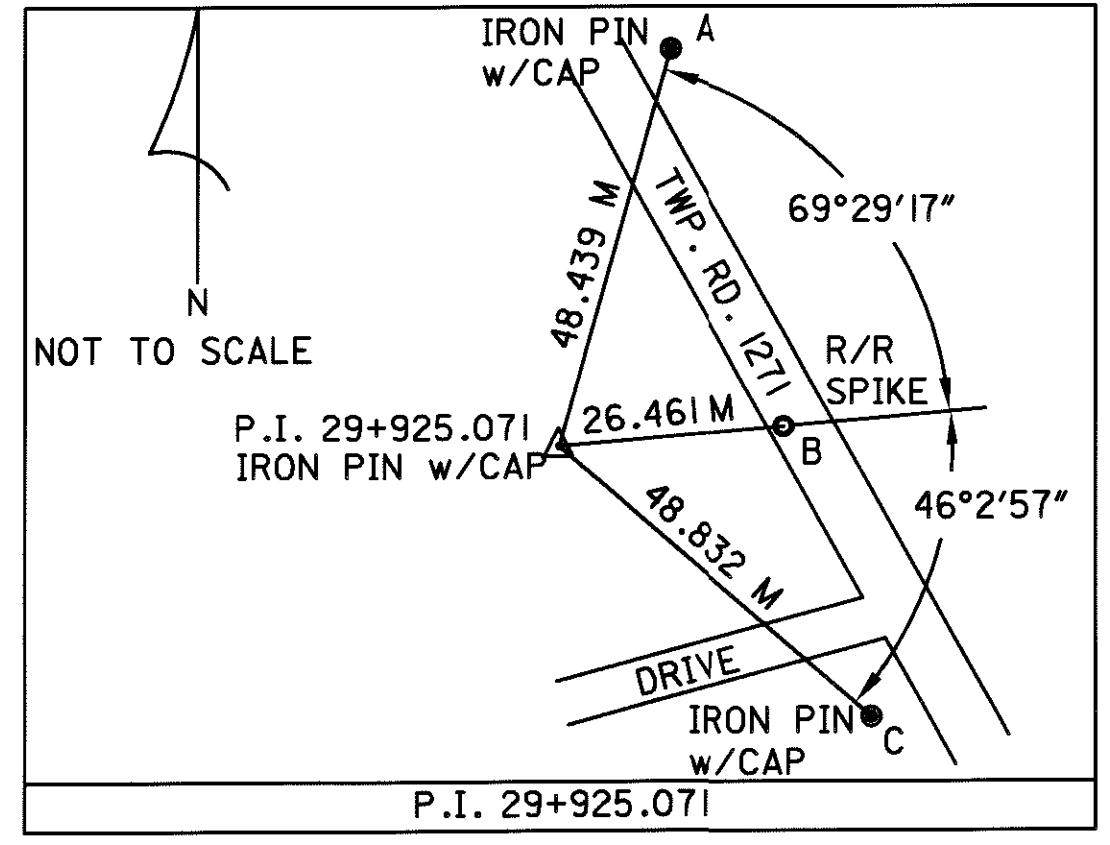 IRON PIN
w/CAP
A
69°29'17"
TWP. RD. 1271
48.439 M
N
NOT TO SCALE
R/R
SPIKE
26.461 M
B
P.I. 29+925.071
IRON PIN w/CAP
46°2'57"
48.832 M
DRIVE
IRON PIN
w/CAP
C
P.I. 29+925.071